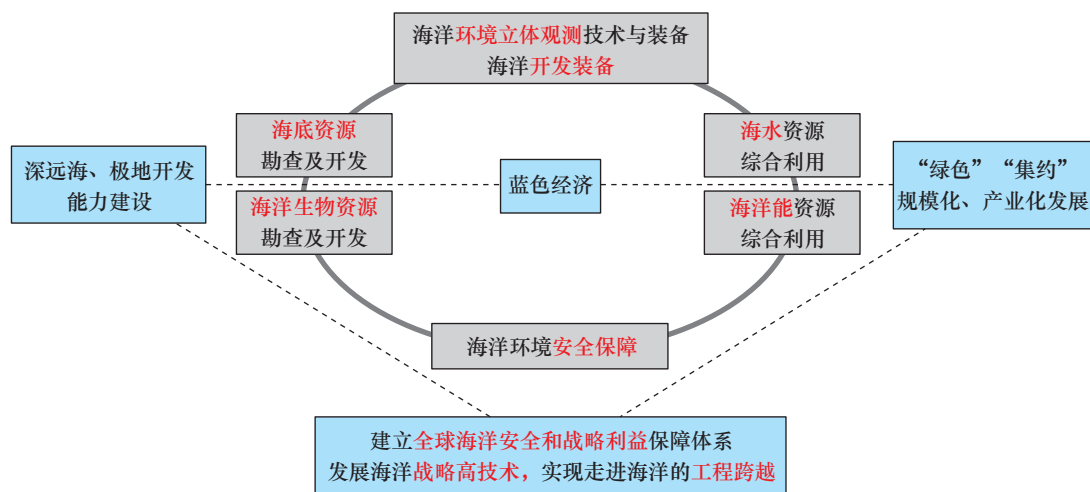 海洋环境立体观测技术与装备
海洋开发装备
海底资源
勘查及开发
海水资源
综合利用
深远海、极地开发
能力建设
蓝色经济
“绿色”“集约”
规模化、产业化发展
海洋生物资源
勘查及开发
海洋能资源
综合利用
海洋环境安全保障
建立全球海洋安全和战略利益保障体系
发展海洋战略高技术，实现走进海洋的工程跨越